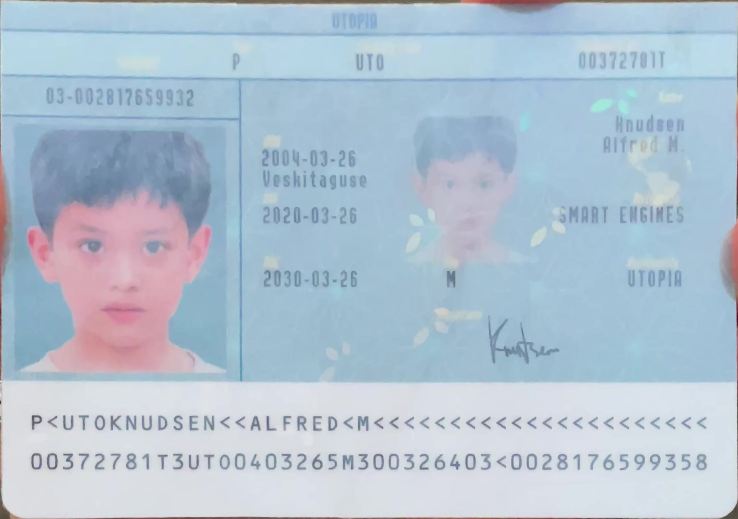 UTOPIA
P UTO 00372781T
03-002817659932
Knudsen
2004-03-26 Alfred M.
Veskitaguse
2020-03-26 SMART ENGINES
2030-03-26 M UTOPIA
Knudsen
P<UTOKNUDSEN<<ALFRED<M<<<<<<<<<<<<<<<<<<<<<<
00372781T3UTO0403265M300326403<0028176599358